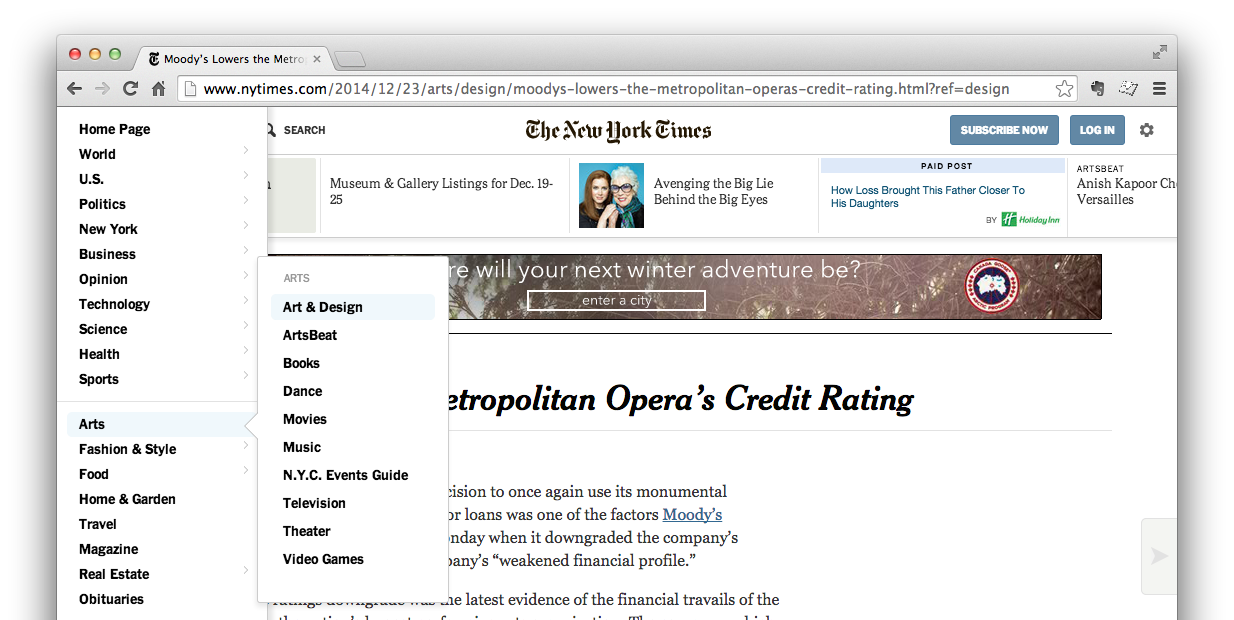 Moody's Lowers the Metro
www.nytimes.com/2014/12/23/arts/design/moodys-lowers-the-metropolitan-operas-credit-rating.html?ref=design
SEARCH
The New York Times
SUBSCRIBE NOW
LOG IN
Museum & Gallery Listings for Dec. 19-
25
Avenging the Big Lie
Behind the Big Eyes
PAID POST
How Loss Brought This Father Closer To
His Daughters
BY Holiday Inn
ARTSBEAT
Anish Kapoor Ch
Versailles
Home Page
World
U.S.
Politics
New York
Business
Opinion
Technology
Science
Health
Sports
Arts
Fashion & Style
Food
Home & Garden
Travel
Magazine
Real Estate
Obituaries
ARTS
Art & Design
ArtsBeat
Books
Dance
Movies
Music
N.Y.C. Events Guide
Television
Theater
Video Games
re will your next winter adventure be?
enter a city
CANADA GOOSE
ARCTIC PROGRAM
etropolitan Opera's Credit Rating
cision to once again use its monumental
or loans was one of the factors Moody's
nday when it downgraded the company's
pany's “weakened financial profile.”
ratings downgrade was the latest evidence of the financial travails of the